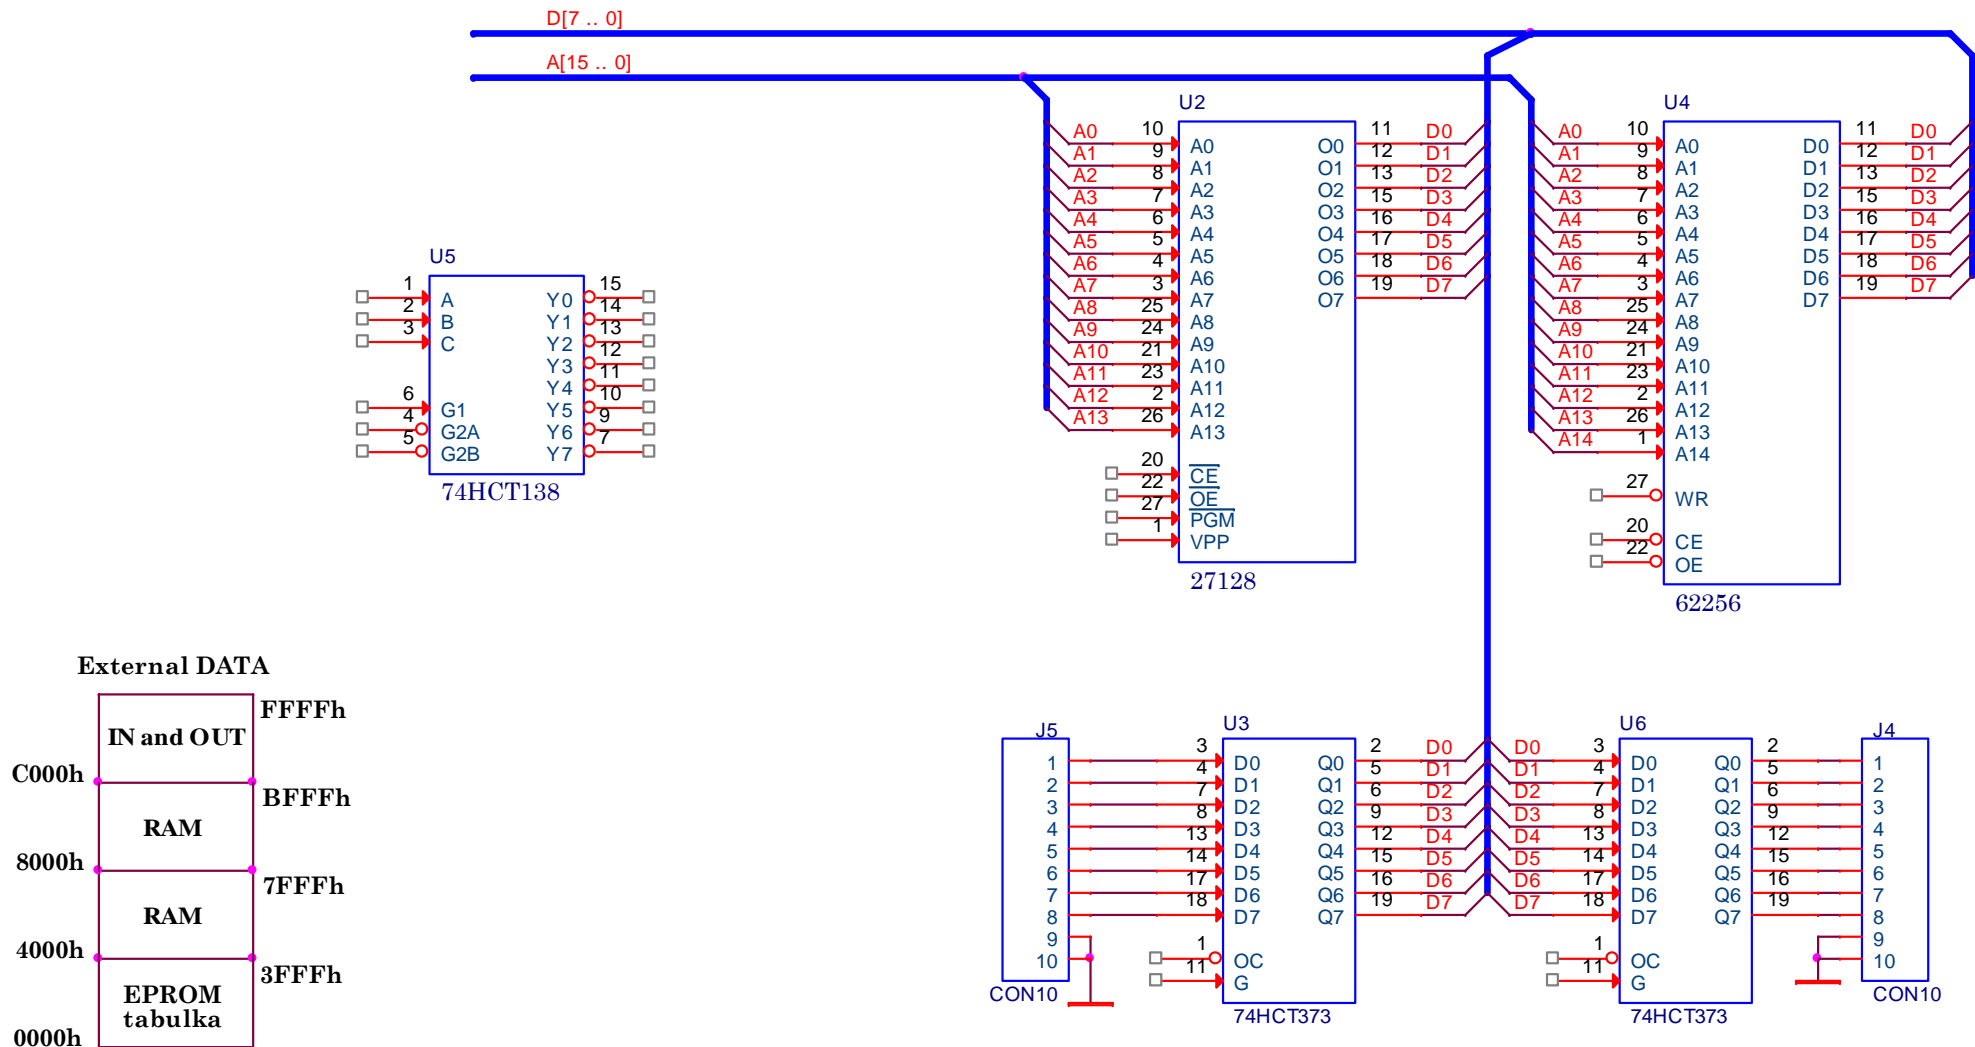 D[7 .. 0]
A[15 .. 0]
U5
1 A Y0 15
2 B Y1 14
3 C Y2 13
Y3 12
Y4 11
6 G1 Y5 10
4 G2A Y6 9
5 G2B Y7 7
74HCT138
U2
A0 10 A0 O0 11 D0
A1 9 A1 O1 12 D1
A2 8 A2 O2 13 D2
A3 7 A3 O3 15 D3
A4 6 A4 O4 16 D4
A5 5 A5 O5 17 D5
A6 4 A6 O6 18 D6
A7 3 A7 O7 19 D7
A8 25 A8
A9 24 A9
A10 21 A10
A11 23 A11
A12 2 A12
A13 26 A13
20 CE
22 OE
27 PGM
1 VPP
27128
U4
A0 10 A0 D0 11 D0
A1 9 A1 D1 12 D1
A2 8 A2 D2 13 D2
A3 7 A3 D3 15 D3
A4 6 A4 D4 16 D4
A5 5 A5 D5 17 D5
A6 4 A6 D6 18 D6
A7 3 A7 D7 19 D7
A8 25 A8
A9 24 A9
A10 21 A10
A11 23 A11
A12 2 A12
A13 26 A13
A14 1 A14
27 WR
20 CE
22 OE
62256
External DATA
FFFFh
IN and OUT
C000h
BFFFh
RAM
8000h
7FFFh
RAM
4000h
3FFFh
EPROM
tabulka
0000h
J5
1
2
3
4
5
6
7
8
9
10
CON10
U3
3 D0 Q0 2 D0
4 D1 Q1 5 D1
7 D2 Q2 6 D2
8 D3 Q3 9 D3
13 D4 Q4 12 D4
14 D5 Q5 15 D5
17 D6 Q6 16 D6
18 D7 Q7 19 D7
1 OC
11 G
74HCT373
U6
D0 3 D0 Q0 2
D1 4 D1 Q1 5
D2 7 D2 Q2 6
D3 8 D3 Q3 9
D4 13 D4 Q4 12
D5 14 D5 Q5 15
D6 17 D6 Q6 16
D7 18 D7 Q7 19
1 OC
11 G
74HCT373
J4
1
2
3
4
5
6
7
8
9
10
CON10